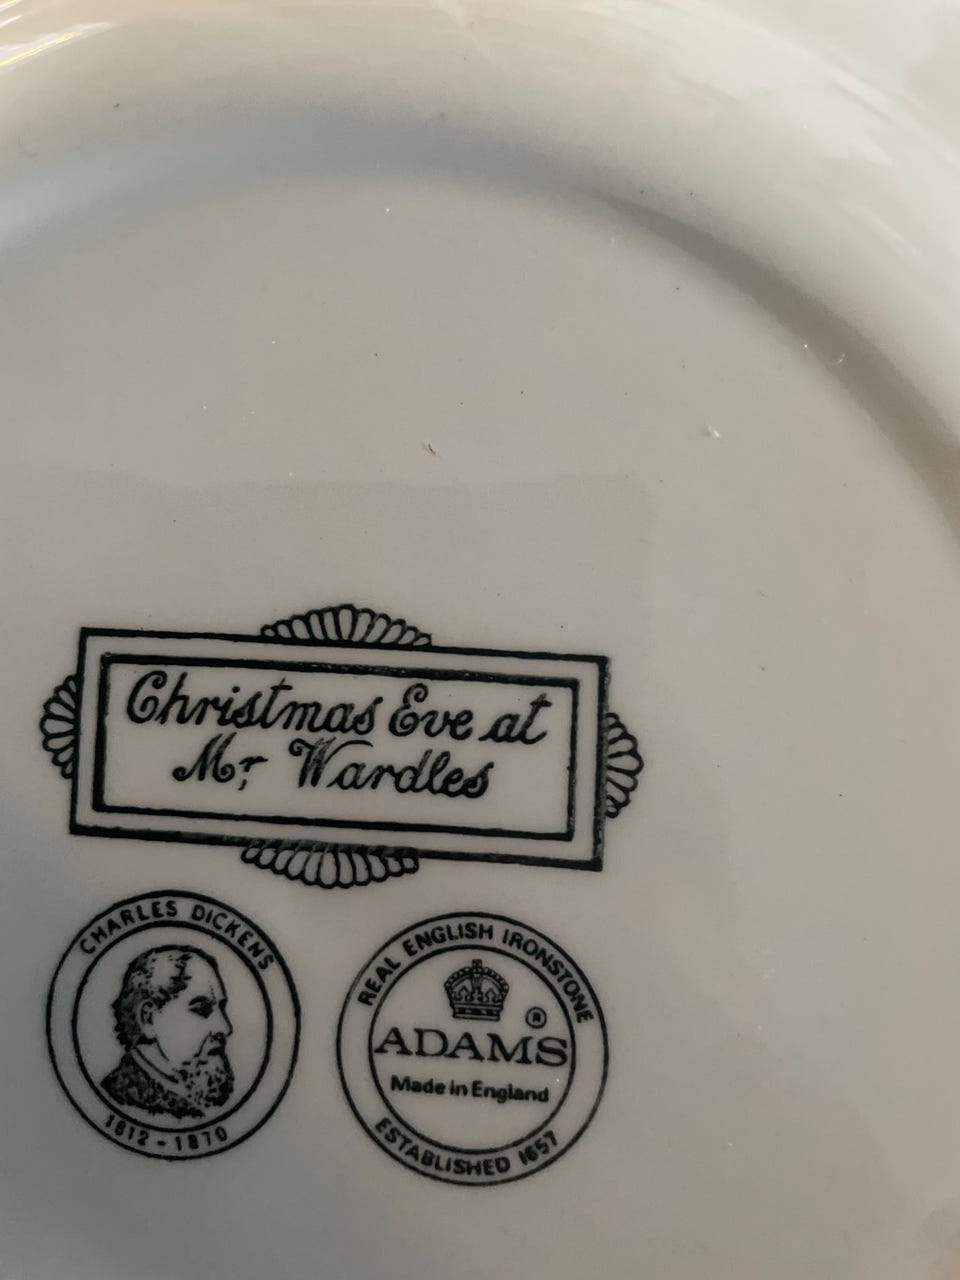 Christmas Eve at
Mr Wardles
CHARLES DICKENS
1812 - 1870
REAL ENGLISH IRONSTONE
ADAMS ®
Made in England
ESTABLISHED 1657